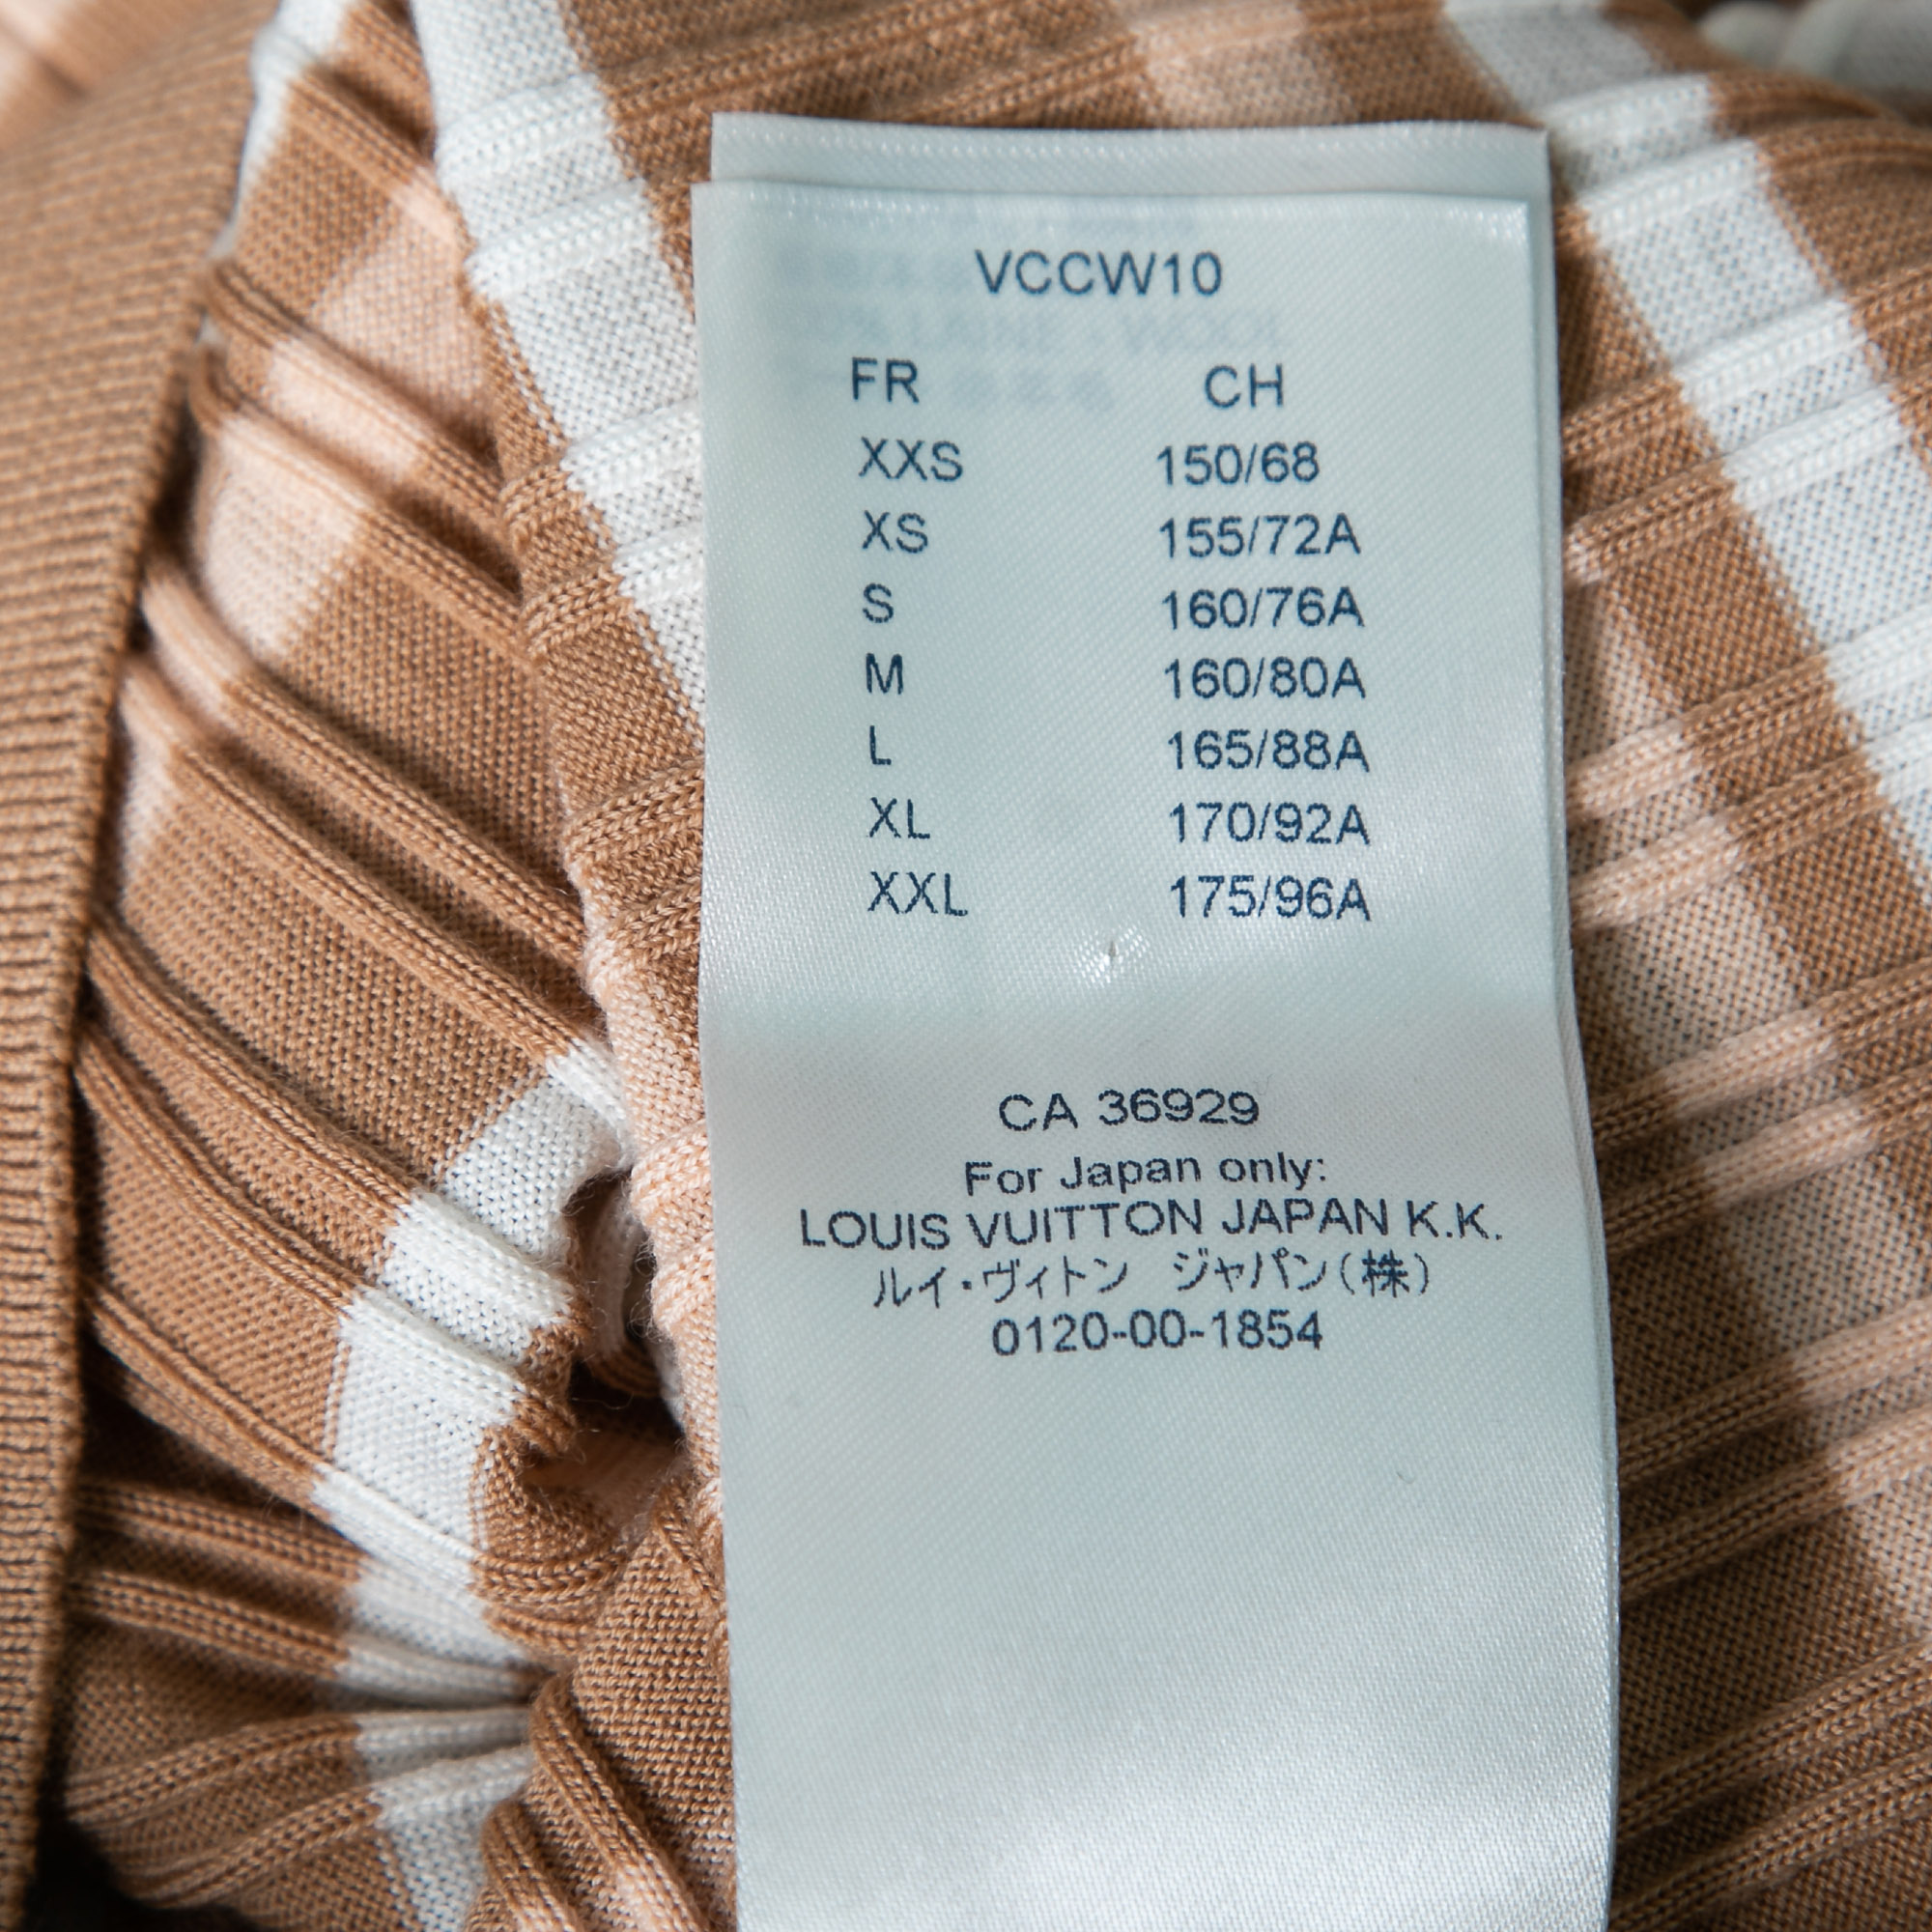 VCCW10
FR CH
XXS 150/68
XS 155/72A
S 160/76A
M 160/80A
L 165/88A
XL 170/92A
XXL 175/96A
CA 36929
For Japan only:
LOUIS VUITTON JAPAN K.K.
ルイ・ヴィトン ジャパン(株)
0120-00-1854